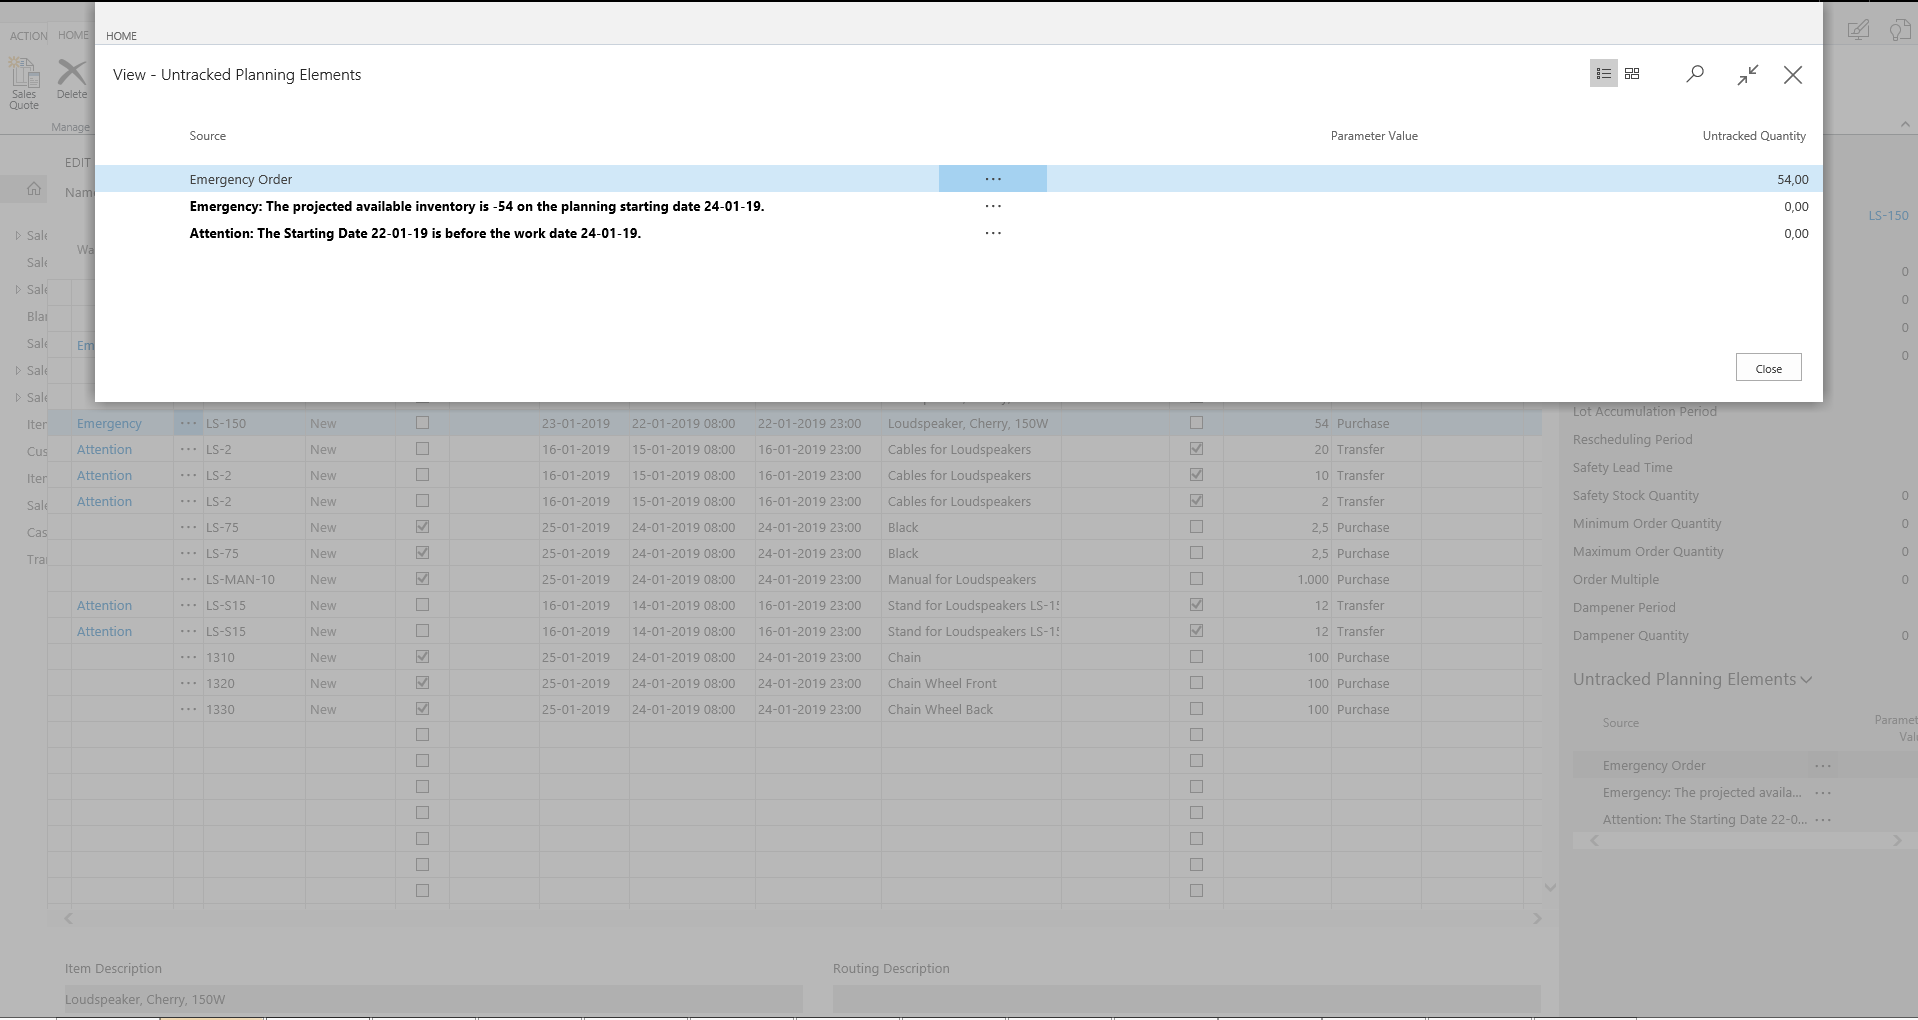 ACTION HOME HOME
View - Untracked Planning Elements
Sales Quote
Delete
Manage
Source Parameter Value Untracked Quantity
EDIT
Emergency Order ... 54,00
Emergency: The projected available inventory is -54 on the planning starting date 24-01-19. ... 0,00
Attention: The Starting Date 22-01-19 is before the work date 24-01-19. ... 0,00
LS-150
0
0
0
0
Close
Lot Accumulation Period
Emergency ... LS-150 New 23-01-2019 22-01-2019 08:00 22-01-2019 23:00 Loudspeaker, Cherry, 150W 54 Purchase
Rescheduling Period
Attention ... LS-2 New 16-01-2019 15-01-2019 08:00 16-01-2019 23:00 Cables for Loudspeakers 20 Transfer
Safety Lead Time
Attention ... LS-2 New 16-01-2019 15-01-2019 08:00 16-01-2019 23:00 Cables for Loudspeakers 10 Transfer
Safety Stock Quantity 0
Attention ... LS-2 New 16-01-2019 15-01-2019 08:00 16-01-2019 23:00 Cables for Loudspeakers 2 Transfer
Minimum Order Quantity 0
... LS-75 New 25-01-2019 24-01-2019 08:00 24-01-2019 23:00 Black 2,5 Purchase
Maximum Order Quantity 0
... LS-75 New 25-01-2019 24-01-2019 08:00 24-01-2019 23:00 Black 2,5 Purchase
Order Multiple 0
... LS-MAN-10 New 25-01-2019 24-01-2019 08:00 24-01-2019 23:00 Manual for Loudspeakers 1.000 Purchase
Dampener Period
Attention ... LS-S15 New 16-01-2019 14-01-2019 08:00 16-01-2019 23:00 Stand for Loudspeakers LS-15 12 Transfer
Dampener Quantity 0
Attention ... LS-S15 New 16-01-2019 14-01-2019 08:00 16-01-2019 23:00 Stand for Loudspeakers LS-15 12 Transfer
... 1310 New 25-01-2019 24-01-2019 08:00 24-01-2019 23:00 Chain 100 Purchase
... 1320 New 25-01-2019 24-01-2019 08:00 24-01-2019 23:00 Chain Wheel Front 100 Purchase
... 1330 New 25-01-2019 24-01-2019 08:00 24-01-2019 23:00 Chain Wheel Back 100 Purchase
Untracked Planning Elements
Source
Emergency Order ...
Emergency: The projected availa... ...
Attention: The Starting Date 22-0... ...
Item Description Routing Description
Loudspeaker, Cherry, 150W